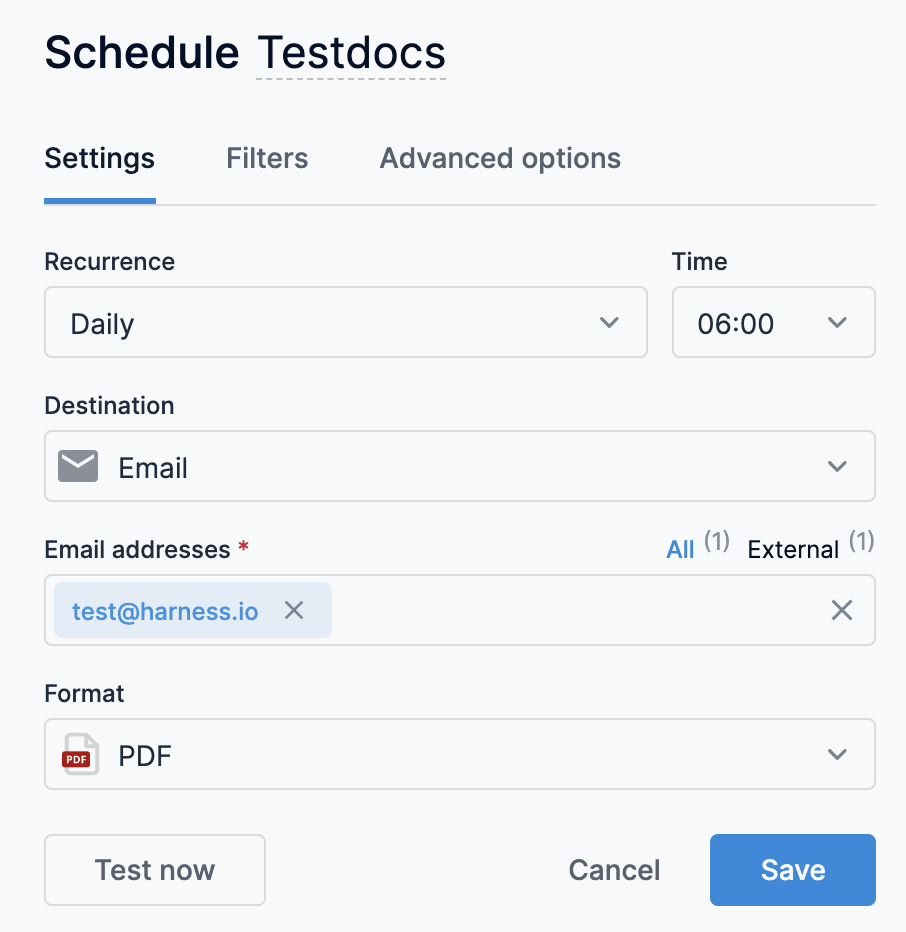 Schedule Testdocs
Settings Filters Advanced options
Recurrence Time
Daily 06:00
Destination
Email
Email addresses * All (1) External (1)
test@harness.io
Format
PDF PDF
Test now Cancel Save